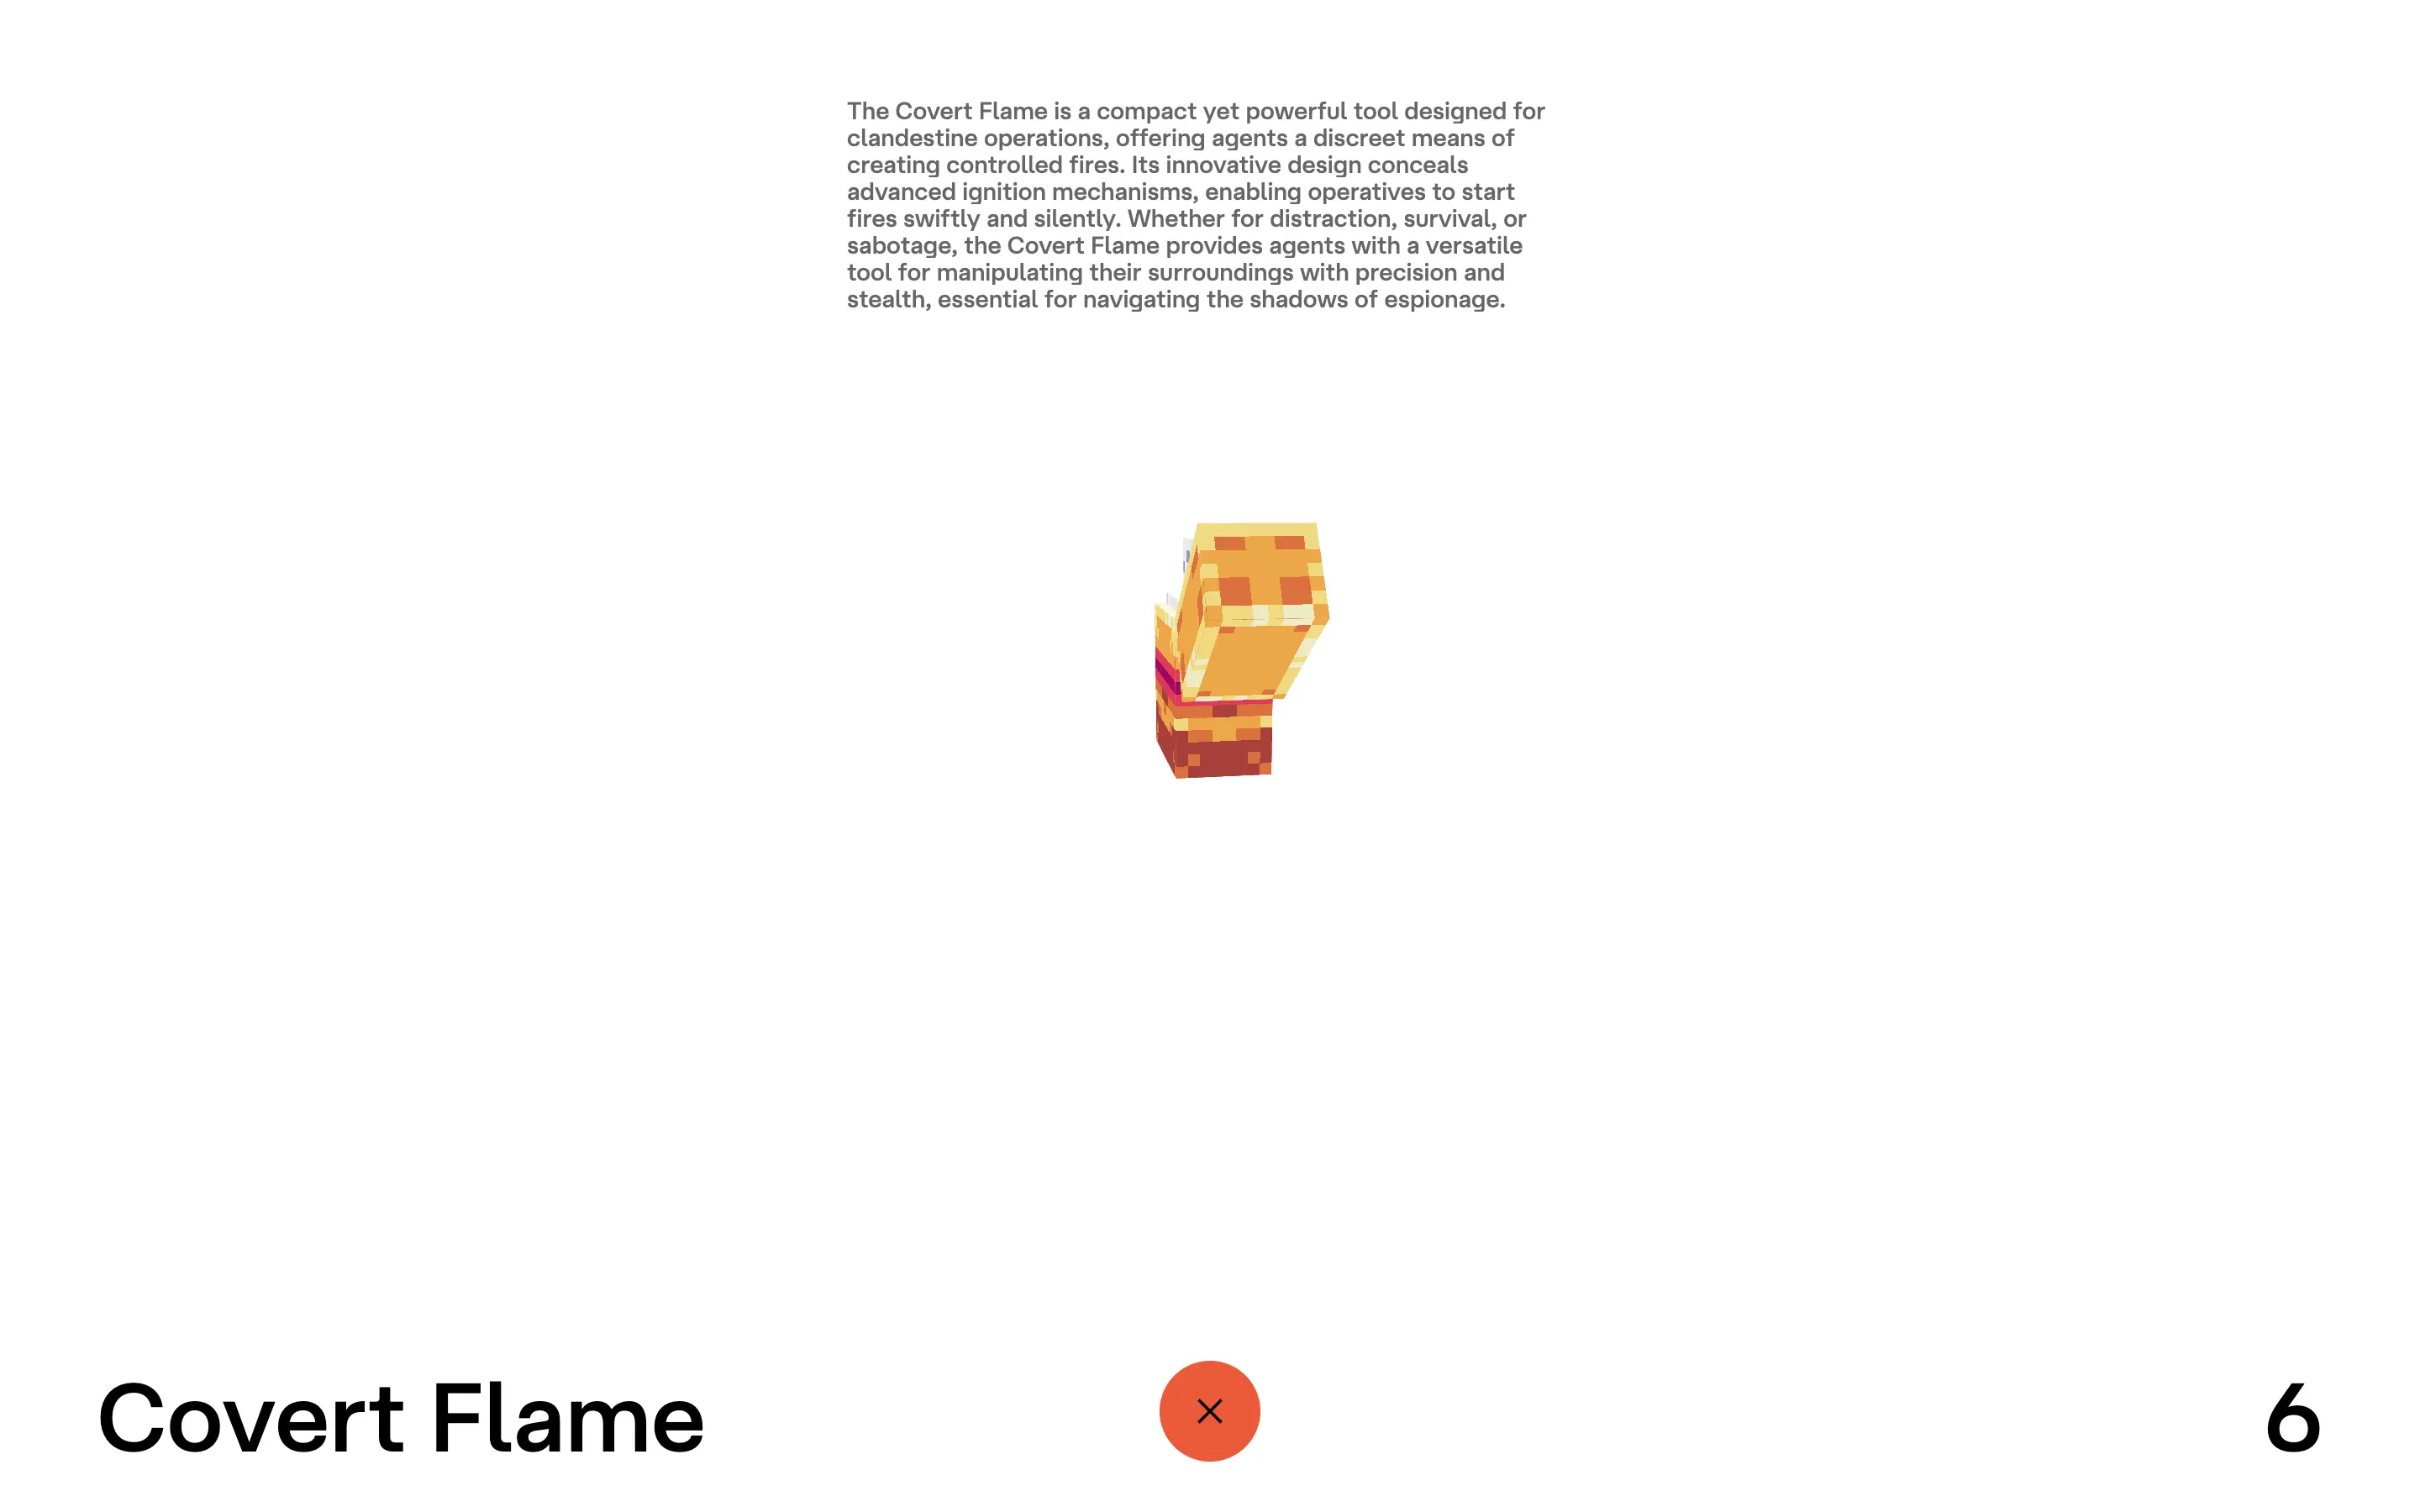 The Covert Flame is a compact yet powerful tool designed for
clandestine operations, offering agents a discreet means of
creating controlled fires. Its innovative design conceals
advanced ignition mechanisms, enabling operatives to start
fires swiftly and silently. Whether for distraction, survival, or
sabotage, the Covert Flame provides agents with a versatile
tool for manipulating their surroundings with precision and
stealth, essential for navigating the shadows of espionage.
Covert Flame
6